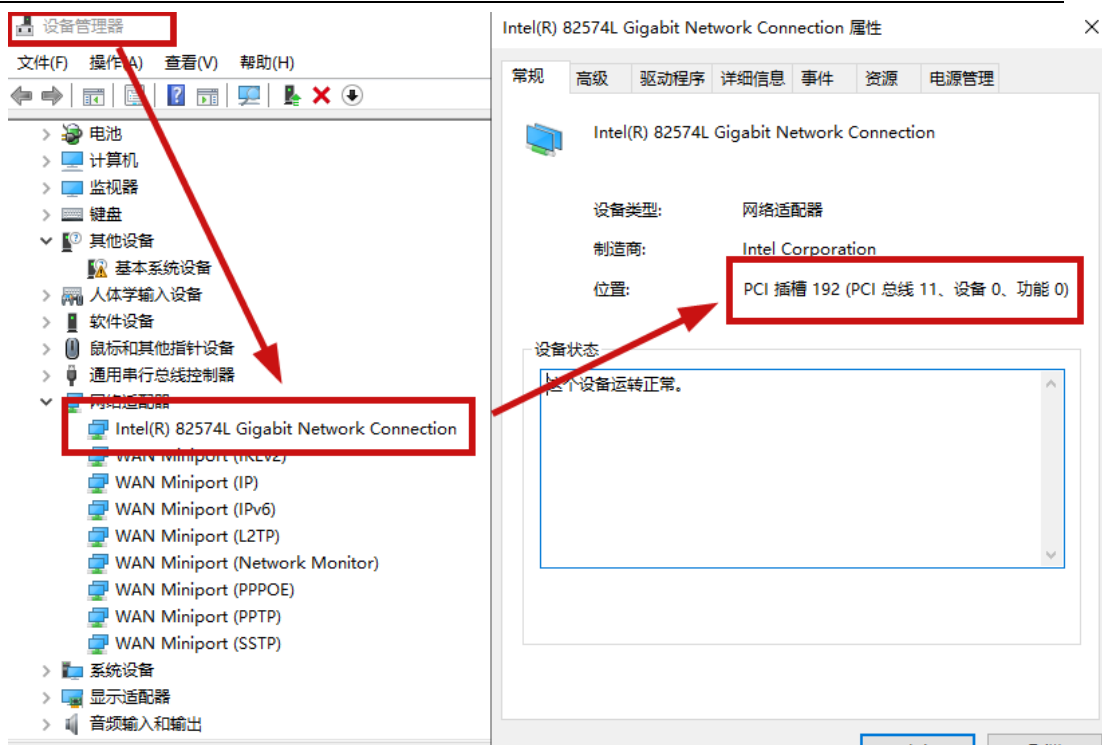 设备管理器
文件(F) 操作(A) 查看(V) 帮助(H)
电池
计算机
监视器
键盘
其他设备
基本系统设备
人体学输入设备
软件设备
鼠标和其他指针设备
通用串行总线控制器
网络适配器
Intel(R) 82574L Gigabit Network Connection
WAN Miniport (IKEv2)
WAN Miniport (IP)
WAN Miniport (IPv6)
WAN Miniport (L2TP)
WAN Miniport (Network Monitor)
WAN Miniport (PPPOE)
WAN Miniport (PPTP)
WAN Miniport (SSTP)
系统设备
显示适配器
音频输入和输出
Intel(R) 82574L Gigabit Network Connection 属性
常规 高级 驱动程序 详细信息 事件 资源 电源管理
Intel(R) 82574L Gigabit Network Connection
设备类型: 网络适配器
制造商: Intel Corporation
位置: PCI 插槽 192 (PCI 总线 11、设备 0、功能 0)
设备状态
这个设备运转正常。